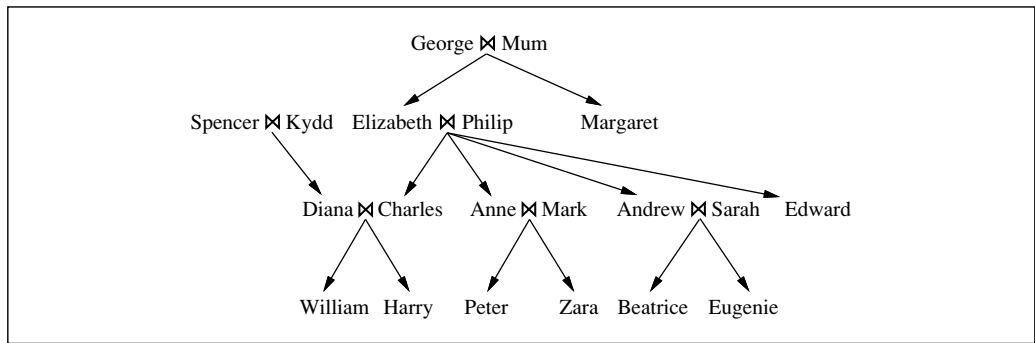 George ⋈ Mum
Spencer ⋈ Kydd Elizabeth ⋈ Philip Margaret
Diana ⋈ Charles Anne ⋈ Mark Andrew ⋈ Sarah Edward
William Harry Peter Zara Beatrice Eugenie